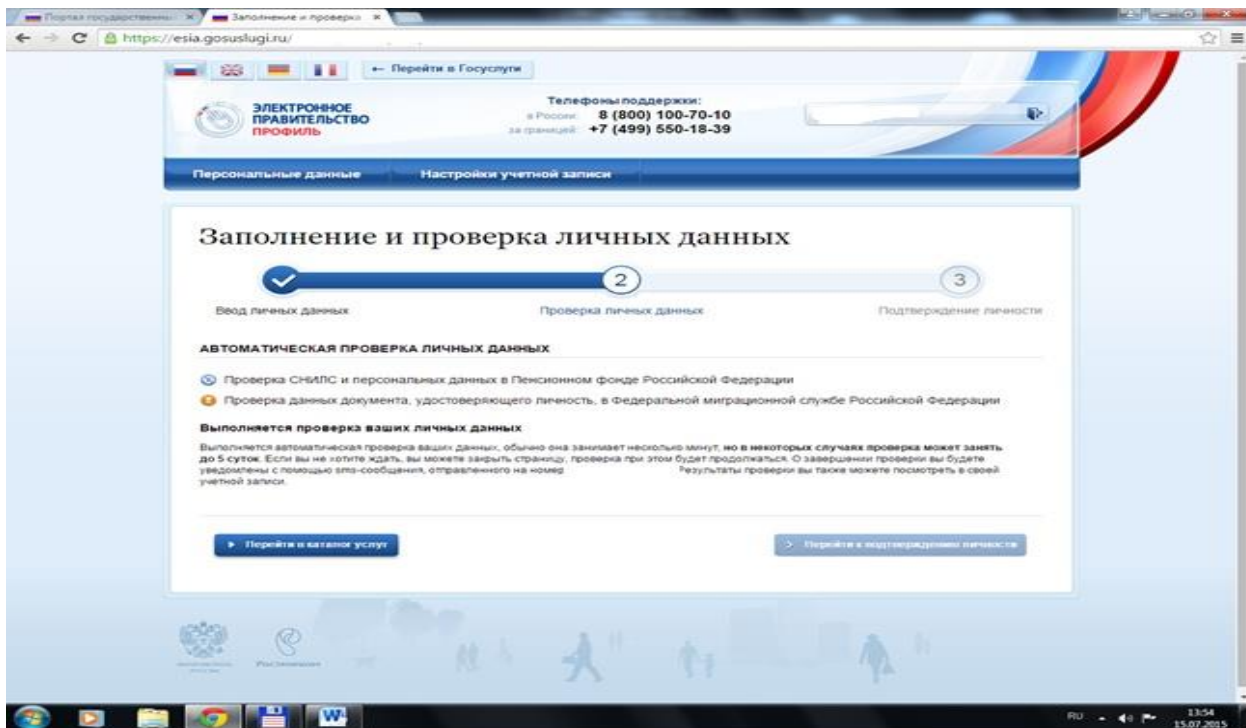 Портал государственны
Заполнение и проверка
https://esia.gosuslugi.ru/
← Перейти в Госуслуги
ЭЛЕКТРОННОЕ
ПРАВИТЕЛЬСТВО
ПРОФИЛЬ
Телефоны поддержки:
в России: 8 (800) 100-70-10
за границей: +7 (499) 550-18-39
Персональные данные Настройки учетной записи
Заполнение и проверка личных данных
2 3
Ввод личных данных Проверка личных данных Подтверждение личности
АВТОМАТИЧЕСКАЯ ПРОВЕРКА ЛИЧНЫХ ДАННЫХ
Проверка СНИЛС и персональных данных в Пенсионном фонде Российской Федерации
Проверка данных документа, удостоверяющего личность, в Федеральной миграционной службе Российской Федерации
Выполняется проверка ваших личных данных
Выполняется автоматическая проверка ваших данных, обычно она занимает несколько минут, но в некоторых случаях проверка может занять
до 5 суток. Если вы не хотите ждать, вы можете закрыть страницу, проверка при этом будет продолжаться. О завершении проверки вы будете
уведомлены с помощью sms-сообщения, отправленного на номер Результаты проверки вы также можете посмотреть в своей
учетной записи.
Перейти в каталог услуг Перейти к подтверждению личности
Ростелеком
RU 13:54
15.07.2015